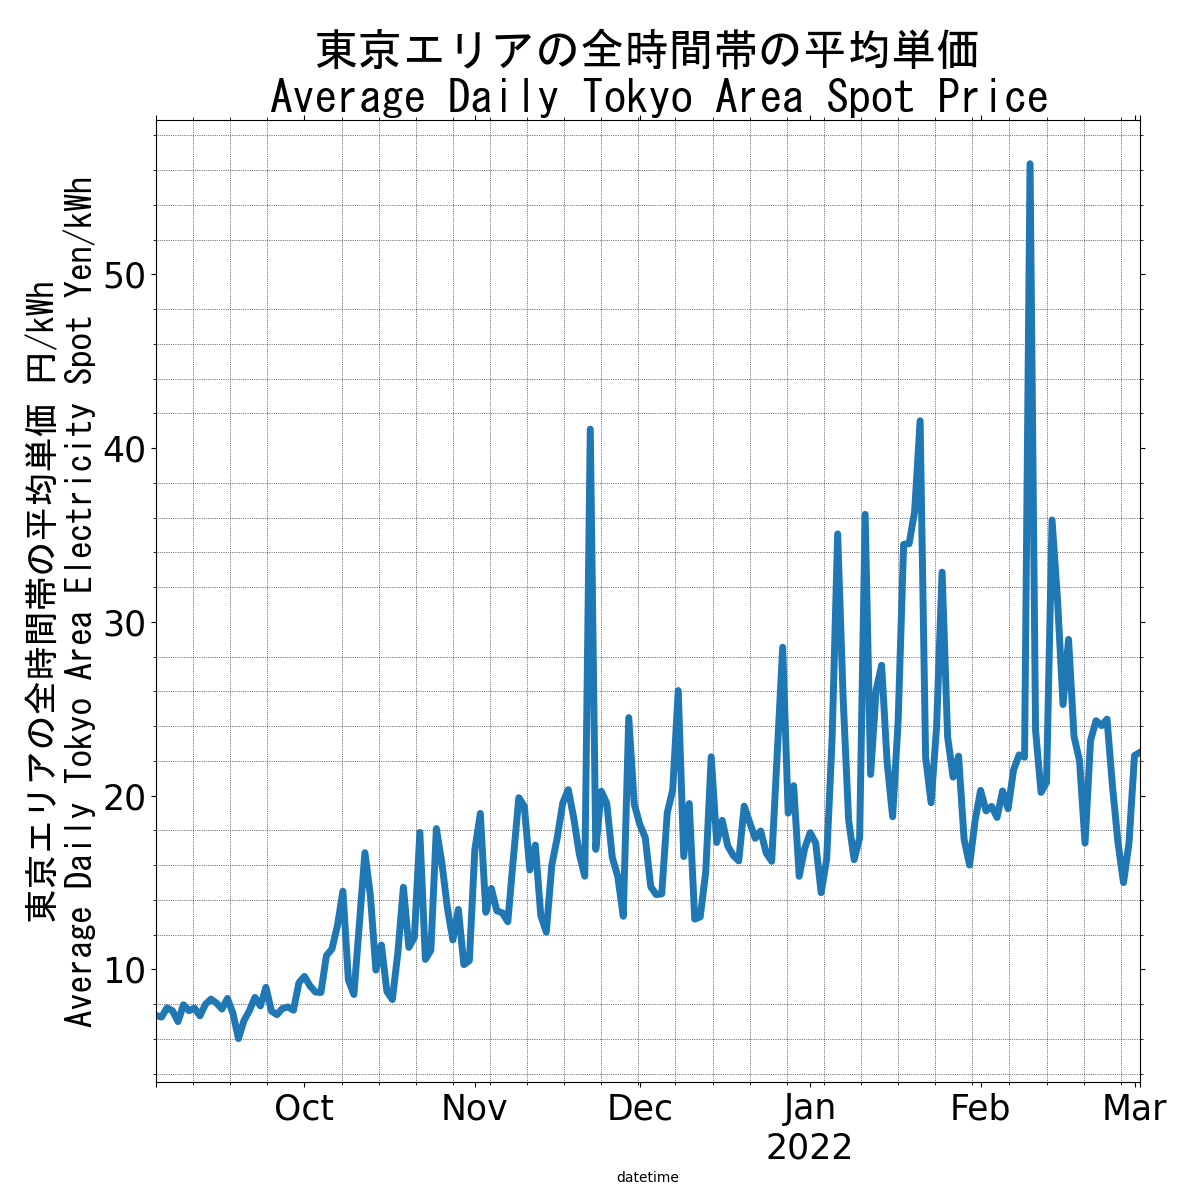 東京エリアの全時間帯の平均単価
Average Daily Tokyo Area Spot Price
東京エリアの全時間帯の平均単価 円/kWh
Average Daily Tokyo Area Electricity Spot Yen/kWh
50
40
30
20
10
Oct Nov Dec Jan Feb Mar
2022
datetime